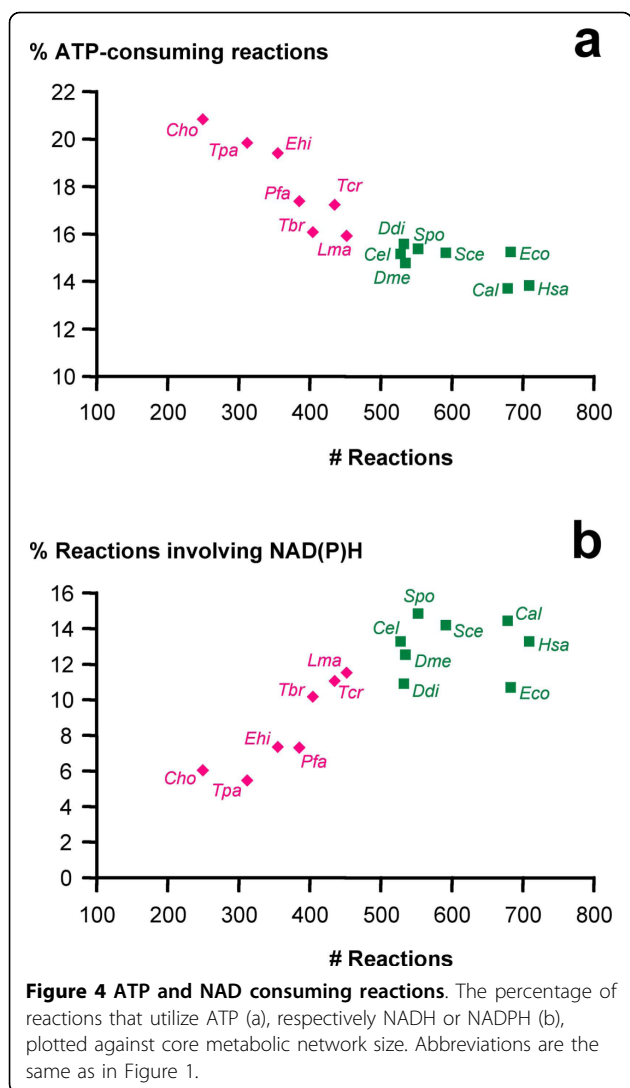 a
% ATP-consuming reactions
22
20
18
16
14
12
10
Cho
Tpa
Ehi
Pfa
Tcr
Tbr
Lma
Ddi
Spo
Cel
Dme
Sce
Eco
Cal
Hsa
100 200 300 400 500 600 700 800
# Reactions
b
% Reactions involving NAD(P)H
16
14
12
10
8
6
4
2
0
Spo
Cel
Sce
Cal
Hsa
Dme
Lma
Tbr
Tcr
Ddi
Eco
Ehi
Pfa
Cho
Tpa
100 200 300 400 500 600 700 800
# Reactions
Figure 4 ATP and NAD consuming reactions. The percentage of
reactions that utilize ATP (a), respectively NADH or NADPH (b),
plotted against core metabolic network size. Abbreviations are the
same as in Figure 1.